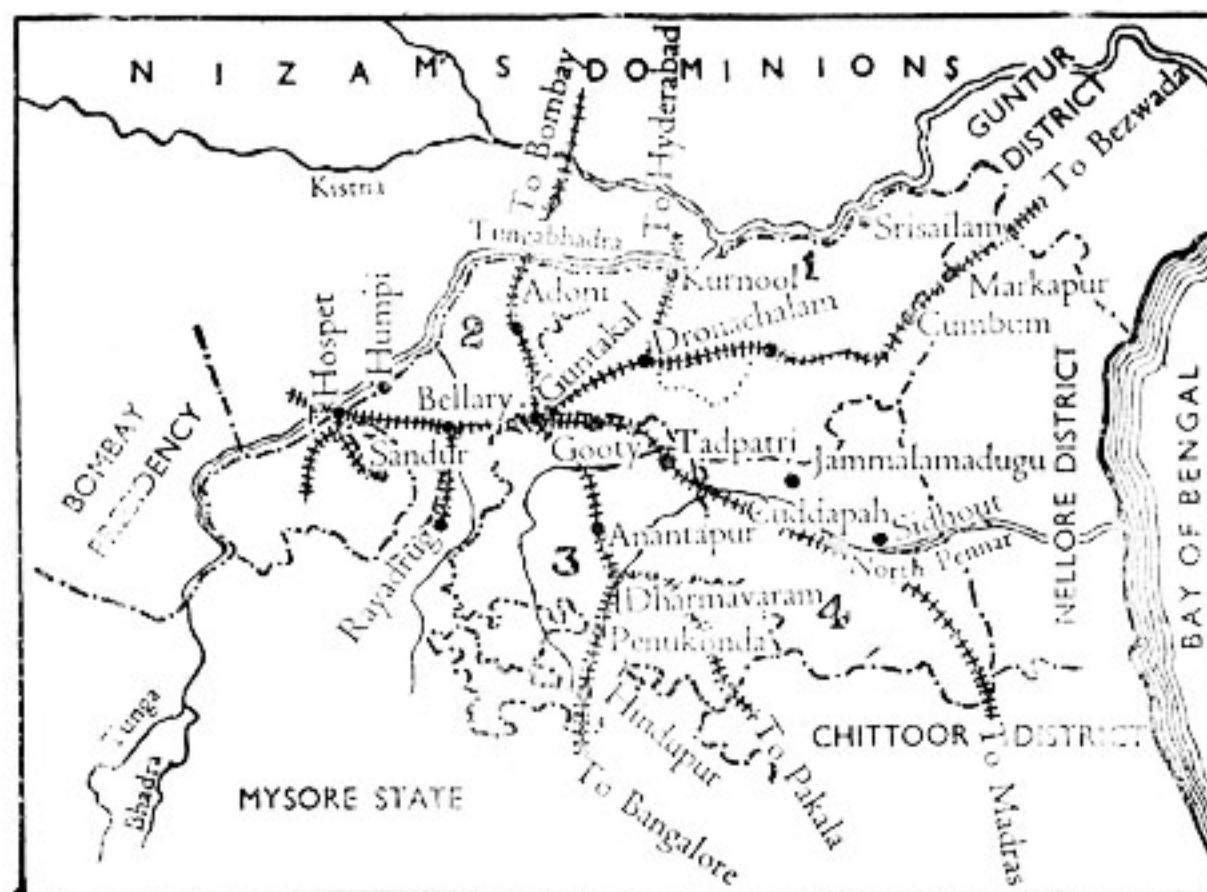 NIZAM'S DOMINIONS
To Bombay
To Hyderabad
GUNTUR
DISTRICT
To Bezwada
Kistna
Tungabhadra
Srisailam
1
Kurnool
Adoni
Markapur
Cumbum
Dronachalam
2
Humpi
Hospet
Guntakal
Bellary
BOMBAY
PRESIDENCY
Sandur
Gooty
Tadpatri
Jammalamadugu
NELLORE DISTRICT
BAY OF BENGAL
Cuddapah
Sidhout
Anantapur
North Pennar
Rayadrug
3
Dharmavaram
4
Penukonda
Hindapur
Tunga
Bhadra
CHITTOOR DISTRICT
MYSORE STATE
To Bangalore
To Pakala
To Madras